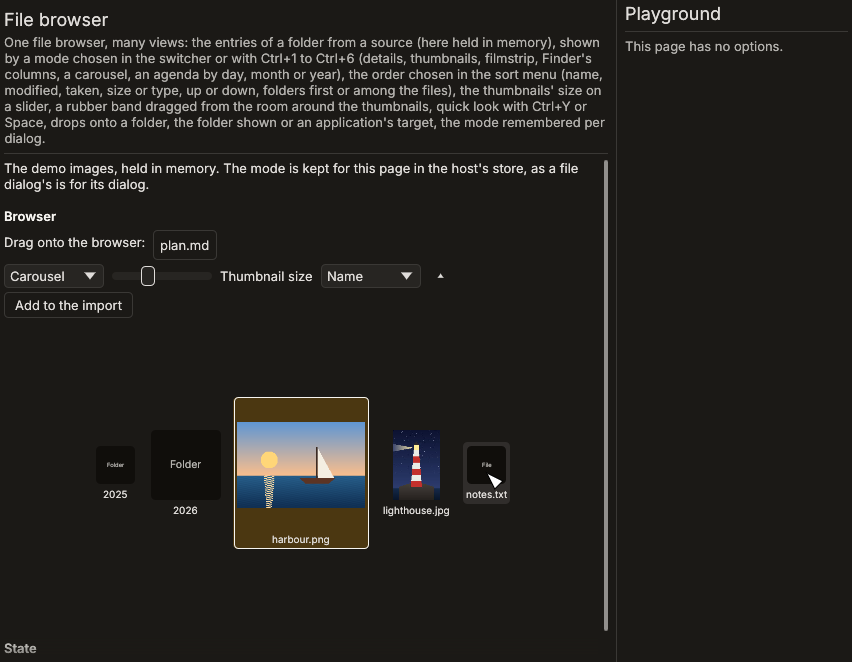 File browser
One file browser, many views: the entries of a folder from a source (here held in memory), shown
by a mode chosen in the switcher or with Ctrl+1 to Ctrl+6 (details, thumbnails, filmstrip, Finder's
columns, a carousel, an agenda by day, month or year), the order chosen in the sort menu (name,
modified, taken, size or type, up or down, folders first or among the files), the thumbnails' size on
a slider, a rubber band dragged from the room around the thumbnails, quick look with Ctrl+Y or
Space, drops onto a folder, the folder shown or an application's target, the mode remembered per
dialog.
The demo images, held in memory. The mode is kept for this page in the host's store, as a file
dialog's is for its dialog.
Browser
Drag onto the browser: plan.md
Carousel Thumbnail size Name
Add to the import
Folder
2025
Folder
2026
harbour.png
lighthouse.jpg
File
notes.txt
State
Playground
This page has no options.